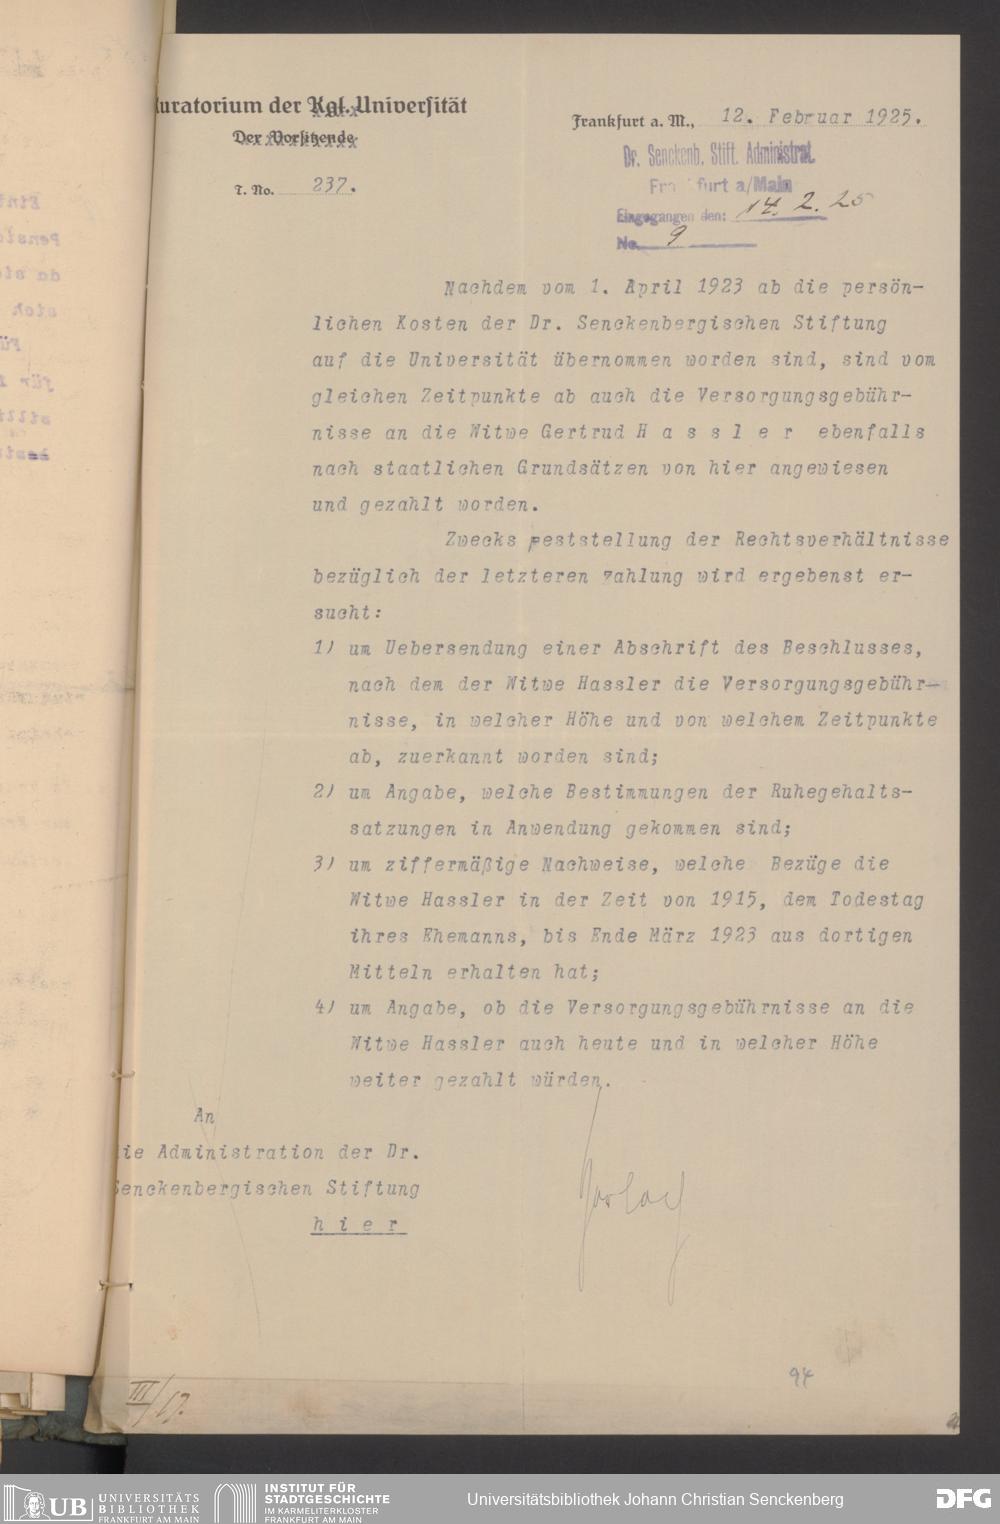 Kuratorium der Kgl. Universität
Der Vorsitzende
T. No. 237.
Frankfurt a. M., 12. Februar 1925.
Dr. Senckenb. Stift. Administrat.
Frankfurt a/Main
Eingegangen den: 14. 2. 25
No. 9
Nachdem vom 1. April 1923 ab die persön-
lichen Kosten der Dr. Senckenbergischen Stiftung
auf die Universität übernommen worden sind, sind vom
gleichen Zeitpunkte ab auch die Versorgungsgebühr-
nisse an die Witwe Gertrud H a s s l e r ebenfalls
nach staatlichen Grundsätzen von hier angewiesen
und gezahlt worden.
Zwecks Feststellung der Rechtsverhältnisse
bezüglich der letzteren Zahlung wird ergebenst er-
sucht:
1) um Uebersendung einer Abschrift des Beschlusses,
nach dem der Witwe Hassler die Versorgungsgebühr-
nisse, in welcher Höhe und von welchem Zeitpunkte
ab, zuerkannt worden sind;
2) um Angabe, welche Bestimmungen der Ruhegehalts-
satzungen in Anwendung gekommen sind;
3) um ziffermäßige Nachweise, welche Bezüge die
Witwe Hassler in der Zeit von 1915, dem Todestag
ihres Ehemanns, bis Ende März 1923 aus dortigen
Mitteln erhalten hat;
4) um Angabe, ob die Versorgungsgebührnisse an die
Witwe Hassler auch heute und in welcher Höhe
weiter gezahlt würden.
An
die Administration der Dr.
Senckenbergischen Stiftung
h i e r
94
UB UNIVERSITÄTS
BIBLIOTHEK
FRANKFURT AM MAIN
INSTITUT FÜR
STADTGESCHICHTE
IM KARMELITERKLOSTER
FRANKFURT AM MAIN
Universitätsbibliothek Johann Christian Senckenberg
DFG